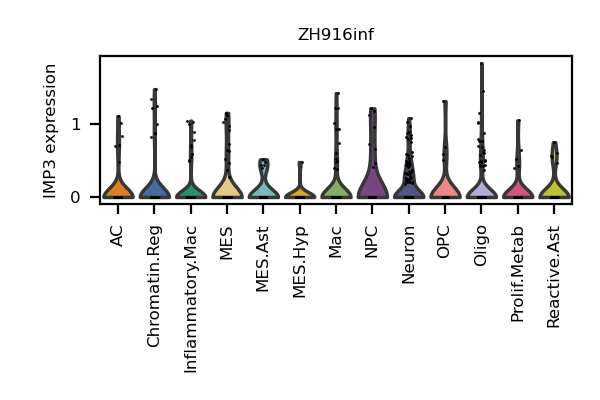 ZH916inf
IMP3 expression
1
0
AC
Chromatin.Reg
Inflammatory.Mac
MES
MES.Ast
MES.Hyp
Mac
NPC
Neuron
OPC
Oligo
Prolif.Metab
Reactive.Ast